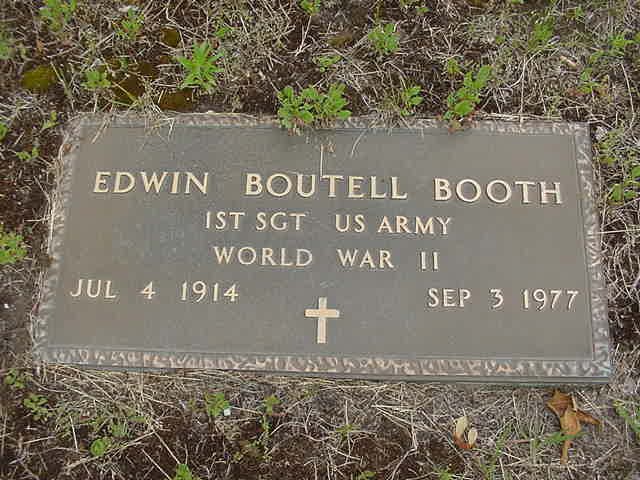 EDWIN BOUTELL BOOTH
1ST SGT US ARMY
WORLD WAR II
JUL 4 1914 SEP 3 1977